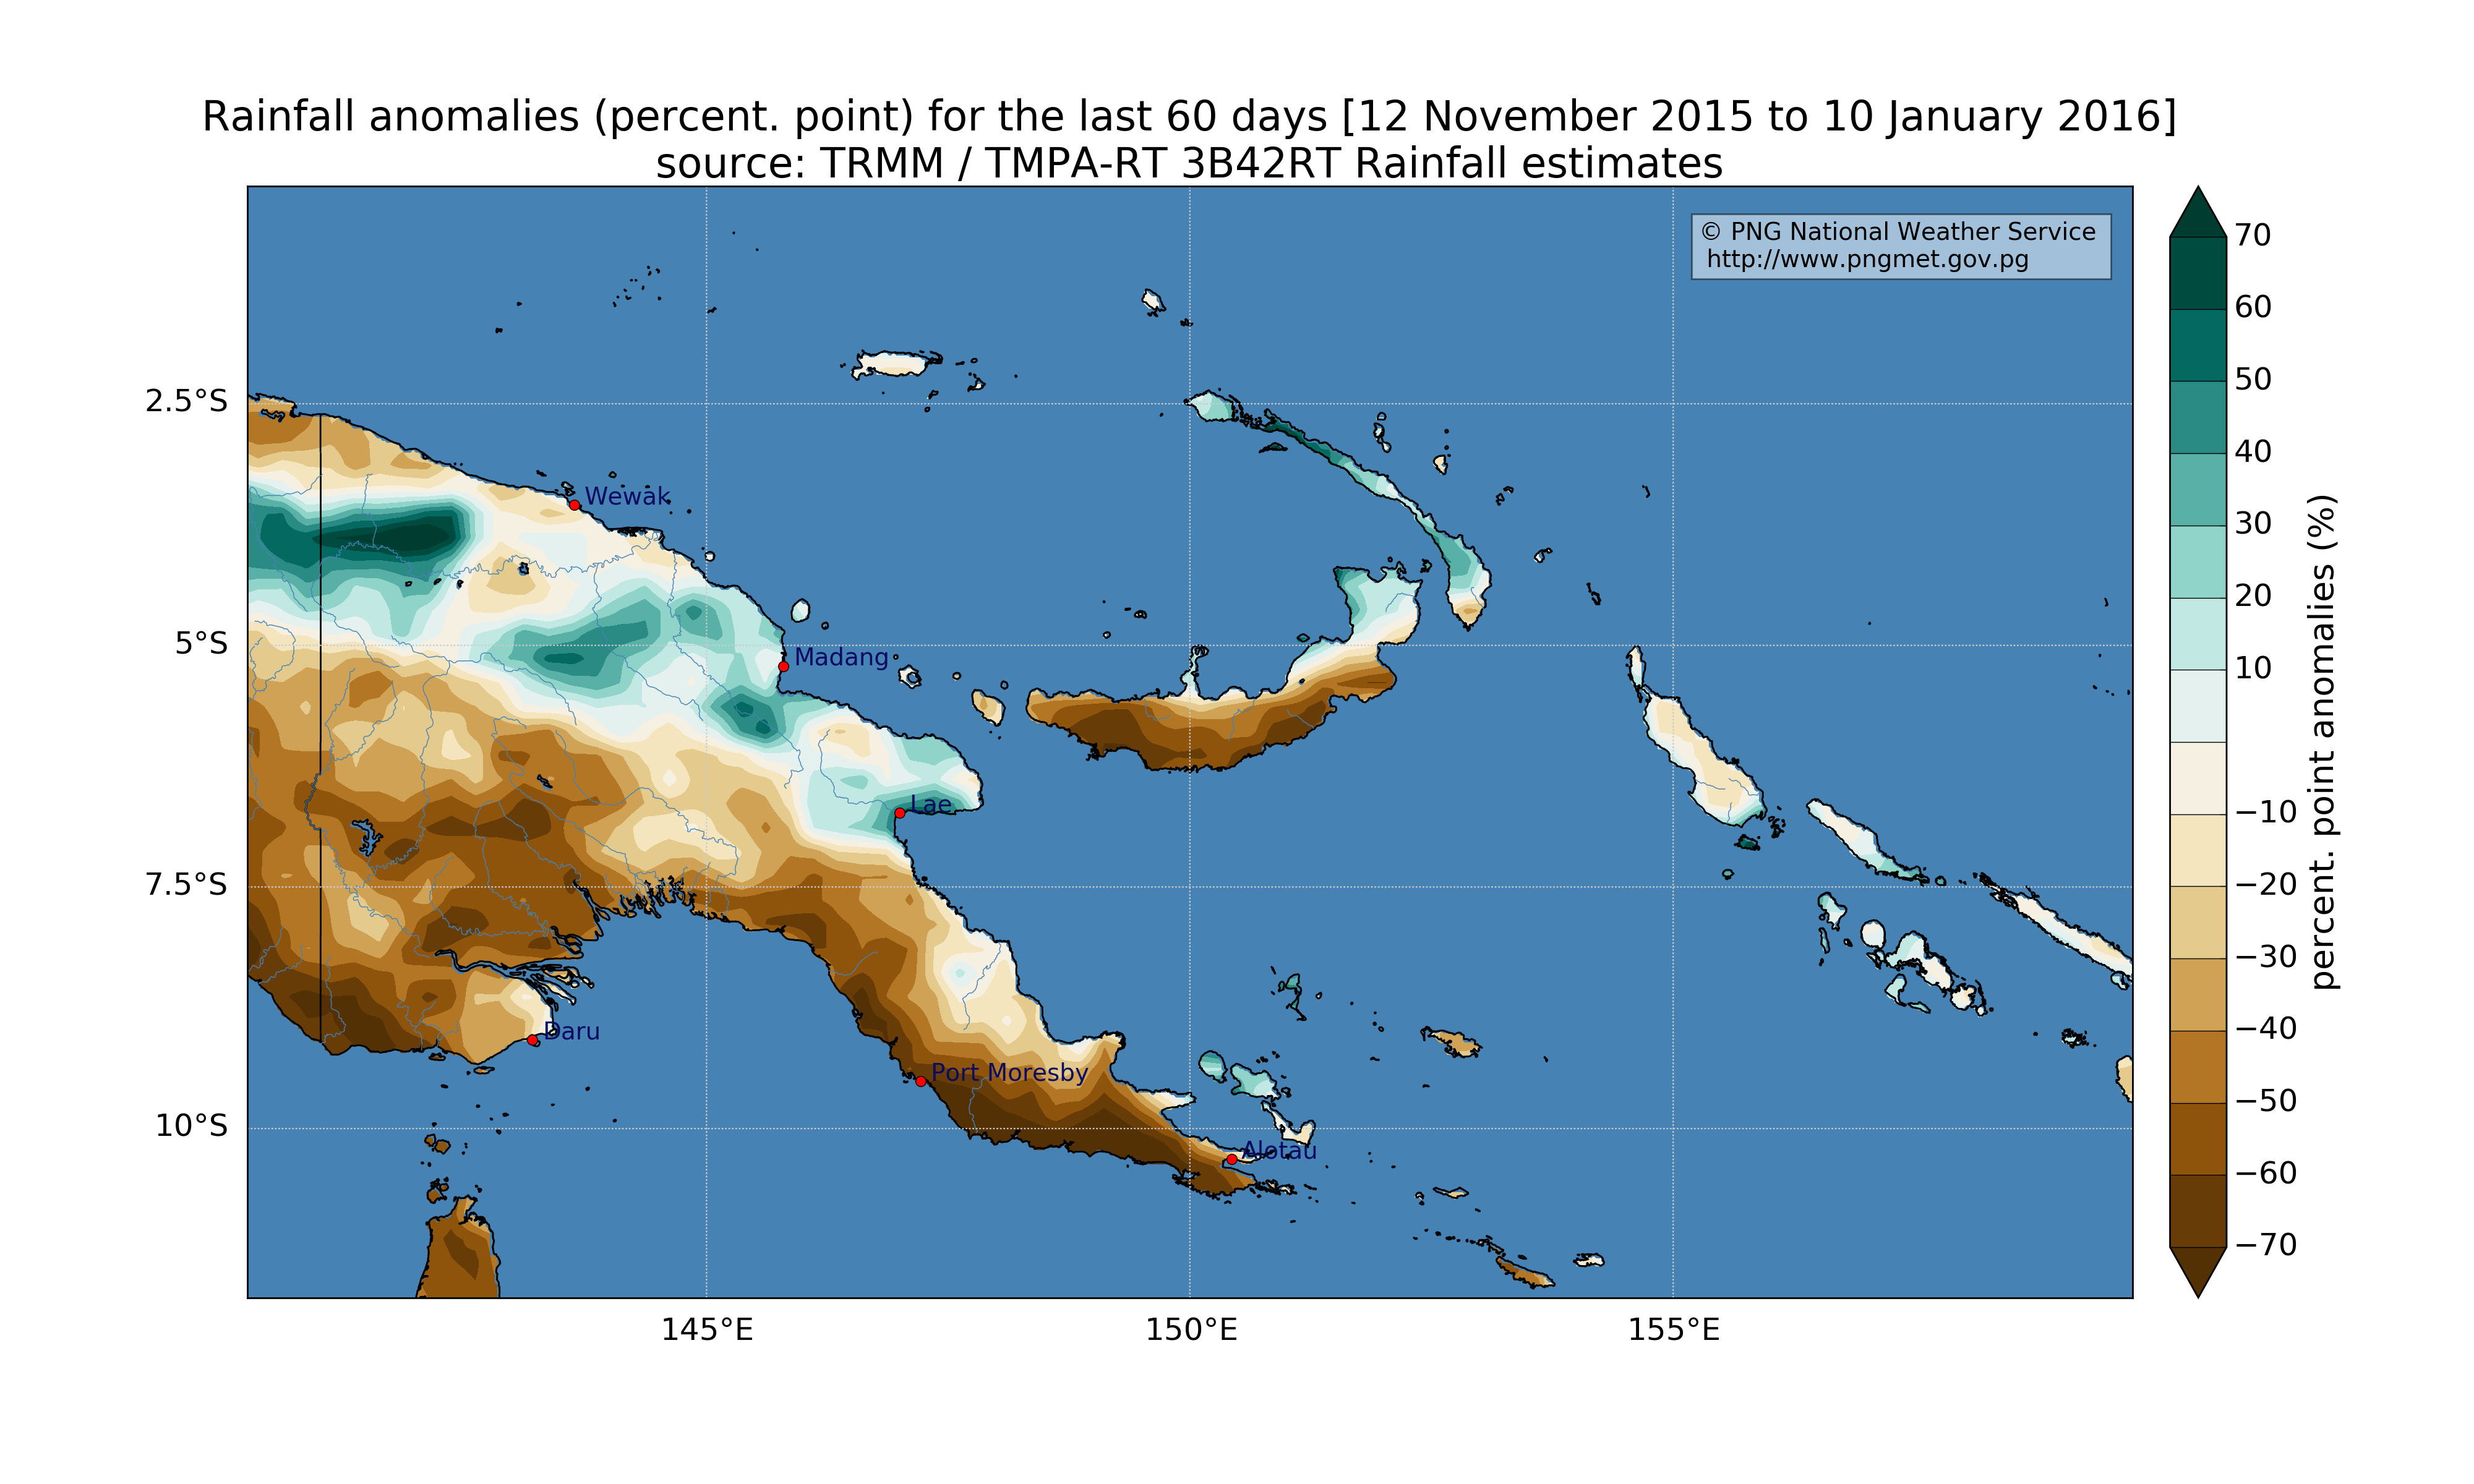 Rainfall anomalies (percent. point) for the last 60 days [12 November 2015 to 10 January 2016]
source: TRMM / TMPA-RT 3B42RT Rainfall estimates
© PNG National Weather Service
http://www.pngmet.gov.pg
2.5°S
5°S
7.5°S
10°S
145°E
150°E
155°E
Wewak
Madang
Lae
Daru
Port Moresby
Alotau
70
60
50
40
30
20
10
−10
−20
−30
−40
−50
−60
−70
percent. point anomalies (%)